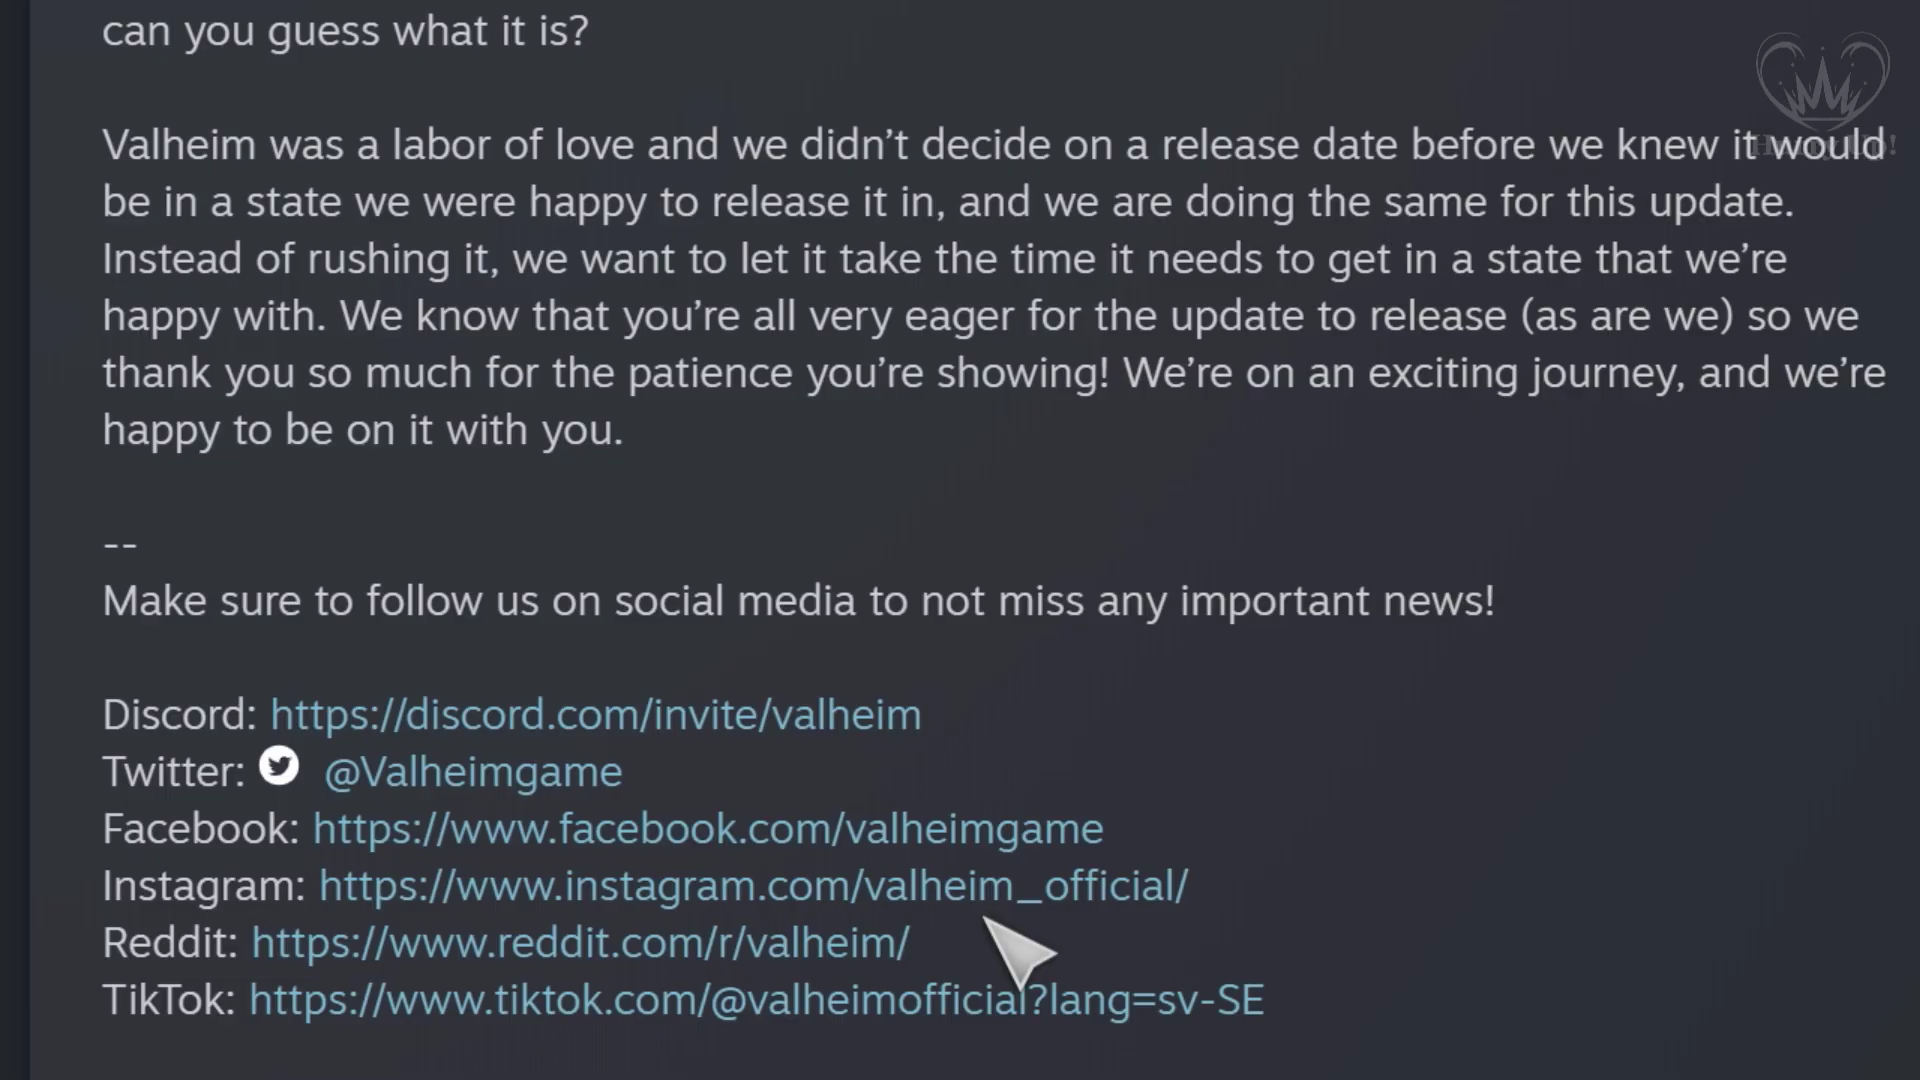 can you guess what it is?
Valheim was a labor of love and we didn’t decide on a release date before we knew it would
be in a state we were happy to release it in, and we are doing the same for this update.
Instead of rushing it, we want to let it take the time it needs to get in a state that we’re
happy with. We know that you’re all very eager for the update to release (as are we) so we
thank you so much for the patience you’re showing! We’re on an exciting journey, and we’re
happy to be on it with you.
--
Make sure to follow us on social media to not miss any important news!
Discord: https://discord.com/invite/valheim
Twitter: @Valheimgame
Facebook: https://www.facebook.com/valheimgame
Instagram: https://www.instagram.com/valheim_official/
Reddit: https://www.reddit.com/r/valheim/
TikTok: https://www.tiktok.com/@valheimofficial?lang=sv-SE